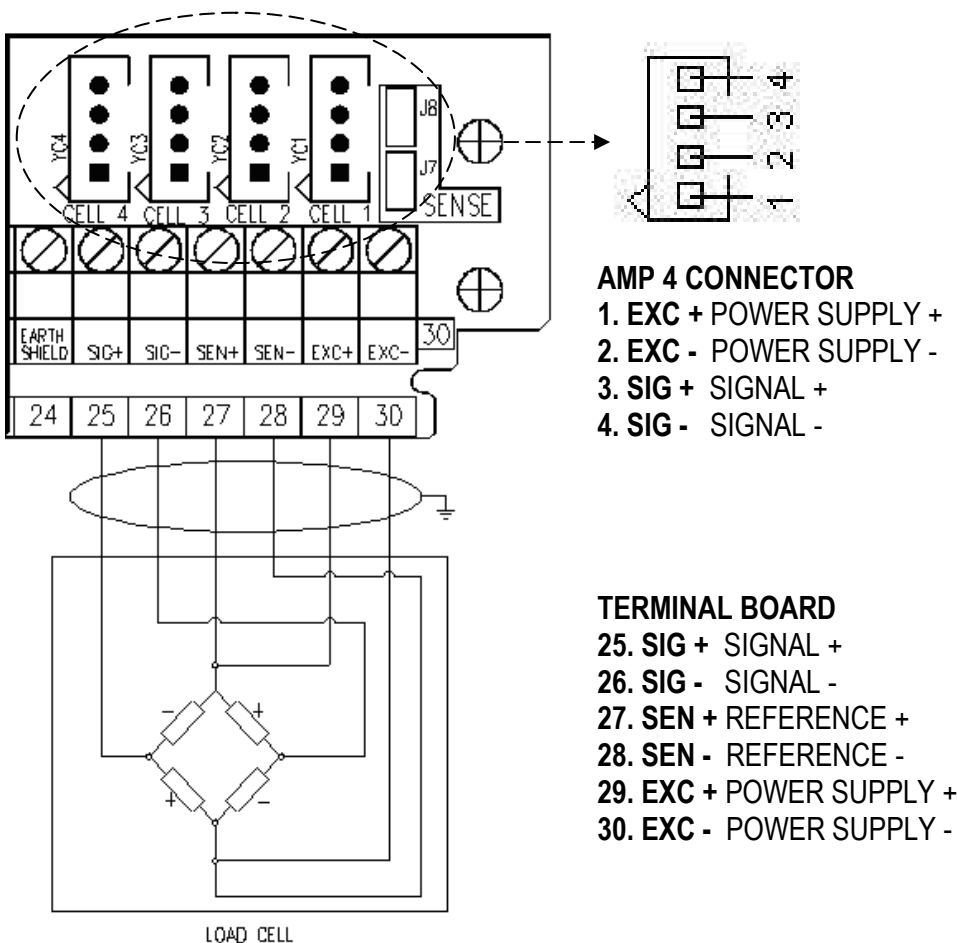 YC4 YC3 YC2 YC1 J8
J7
CELL 4 CELL 3 CELL 2 CELL 1 SENSE
4
3
2
1
EARTH
SHIELD SIG+ SIG- SEN+ SEN- EXC+ EXC- 30
24 25 26 27 28 29 30
AMP 4 CONNECTOR
1. EXC + POWER SUPPLY +
2. EXC - POWER SUPPLY -
3. SIG + SIGNAL +
4. SIG - SIGNAL -
- +
+ -
LOAD CELL
TERMINAL BOARD
25. SIG + SIGNAL +
26. SIG - SIGNAL -
27. SEN + REFERENCE +
28. SEN - REFERENCE -
29. EXC + POWER SUPPLY +
30. EXC - POWER SUPPLY -